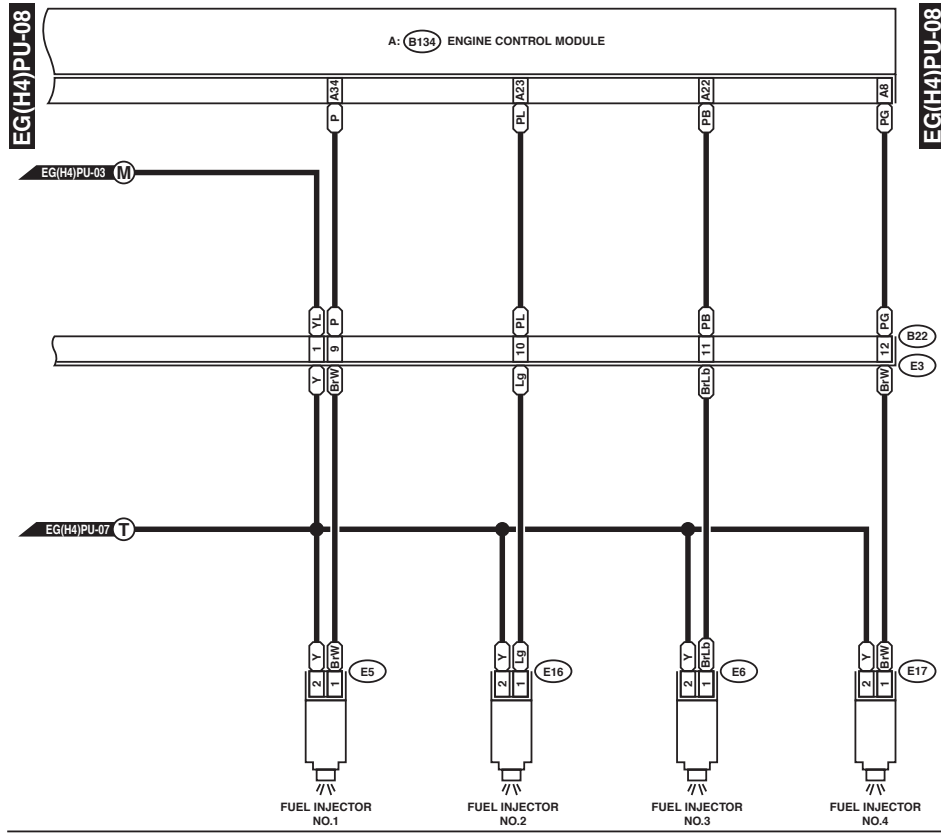 EG(H4)PU-08
EG(H4)PU-08
A: B134 ENGINE CONTROL MODULE
A34
A23
A22
A8
P
PL
PB
PG
EG(H4)PU-03 M
YL
P
PL
PB
PG
1
9
10
11
12
B22
E3
Y
BrW
Lg
BrLb
BrW
EG(H4)PU-07 T
Y
BrW
Y
Lg
Y
BrLb
Y
BrW
2
1
E5
2
1
E16
2
1
E6
2
1
E17
FUEL INJECTOR
NO.1
FUEL INJECTOR
NO.2
FUEL INJECTOR
NO.3
FUEL INJECTOR
NO.4